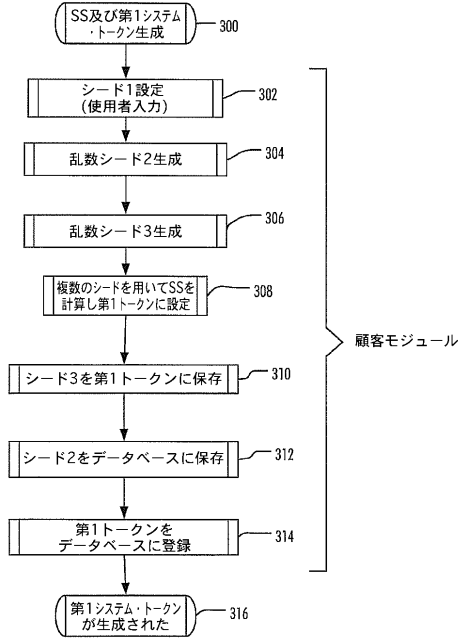 SS及び第1システム
・トークン生成
300
シード1設定
(使用者入力)
302
乱数シード2生成
304
乱数シード3生成
306
複数のシードを用いてSSを
計算し第1トークンに設定
308
顧客モジュール
シード3を第1トークンに保存
310
シード2をデータベースに保存
312
第1トークンを
データベースに登録
314
第1システム・トークン
が生成された
316